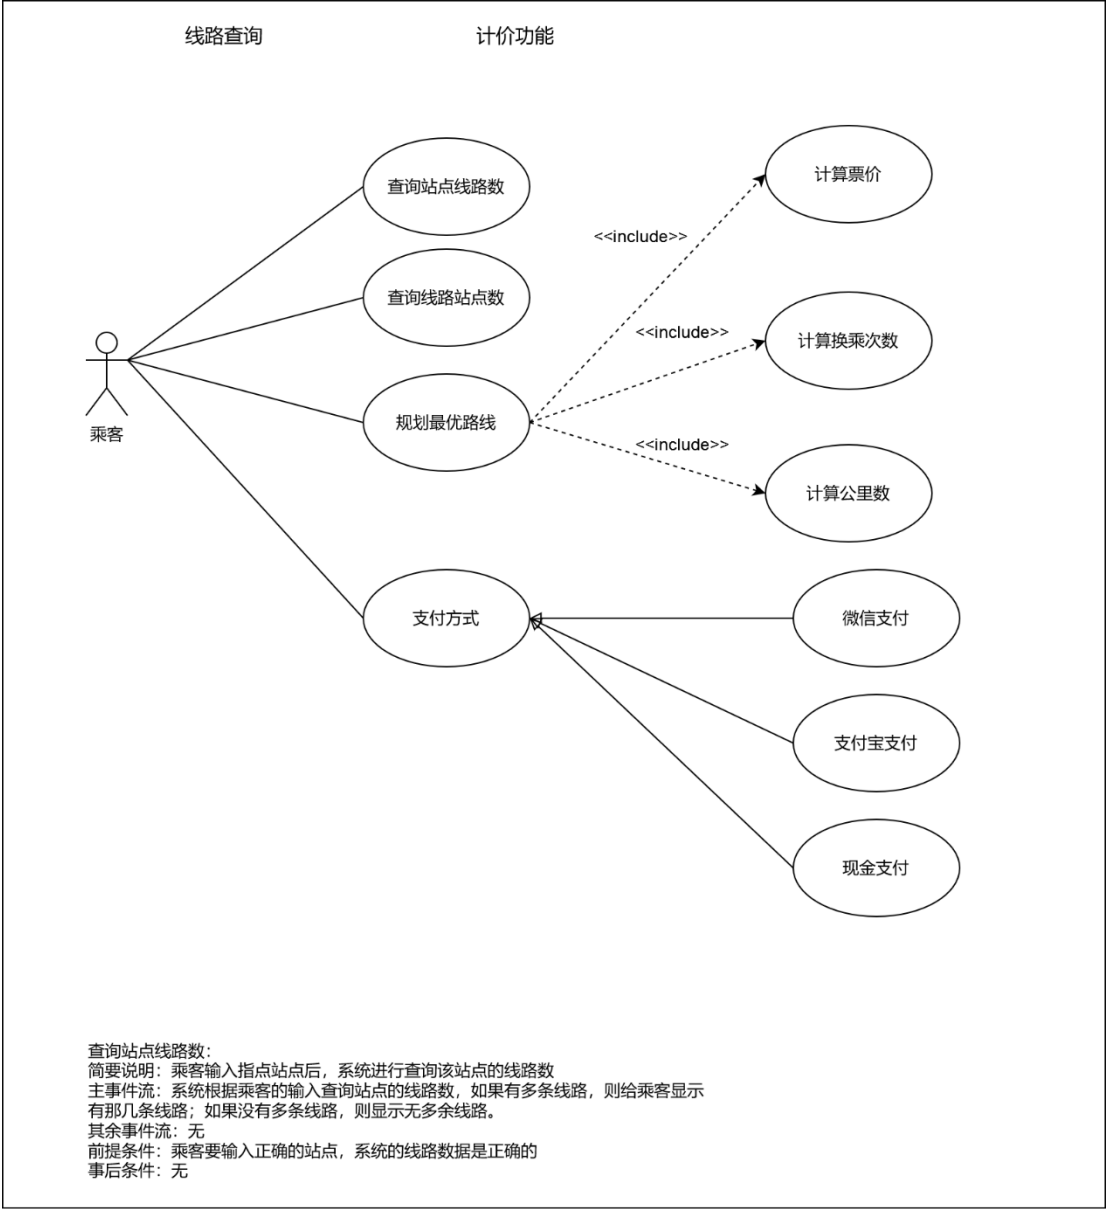 线路查询
计价功能
查询站点线路数
计算票价
<<include>>
查询线路站点数
<<include>>
计算换乘次数
规划最优路线
乘客
<<include>>
计算公里数
支付方式
微信支付
支付宝支付
现金支付
查询站点线路数：
简要说明：乘客输入指点站点后，系统进行查询该站点的线路数
主事件流：系统根据乘客的输入查询站点的线路数，如果有多条线路，则给乘客显示
有那几条线路；如果没有多条线路，则显示无多余线路。
其余事件流：无
前提条件：乘客要输入正确的站点，系统的线路数据是正确的
事后条件：无